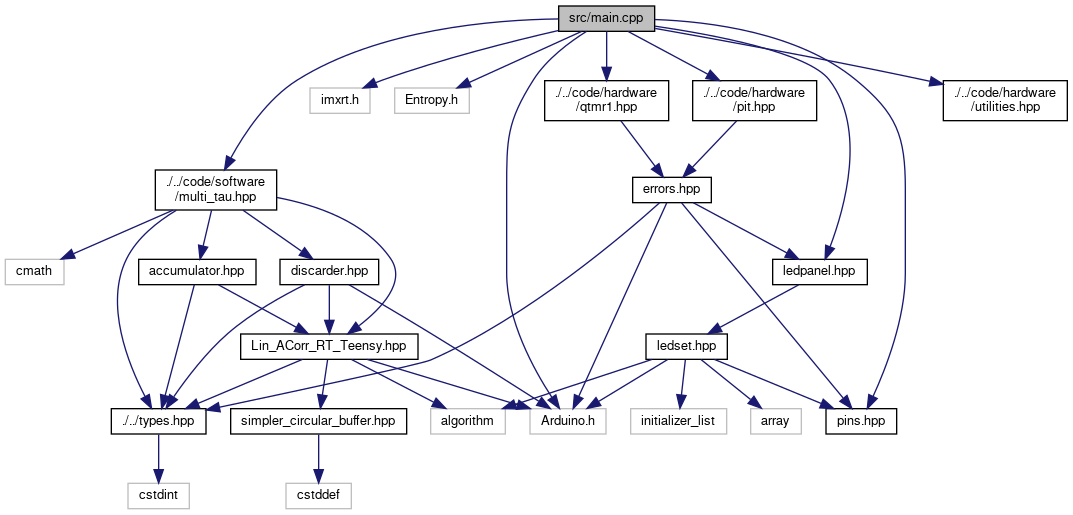 src/main.cpp
imxrt.h
Entropy.h
./../code/hardware
/qtmr1.hpp
./../code/hardware
/pit.hpp
./../code/hardware
/utilities.hpp
./../code/software
/multi_tau.hpp
errors.hpp
cmath
accumulator.hpp
discarder.hpp
ledpanel.hpp
Lin_ACorr_RT_Teensy.hpp
ledset.hpp
./../types.hpp
simpler_circular_buffer.hpp
algorithm
Arduino.h
initializer_list
array
pins.hpp
cstdint
cstddef